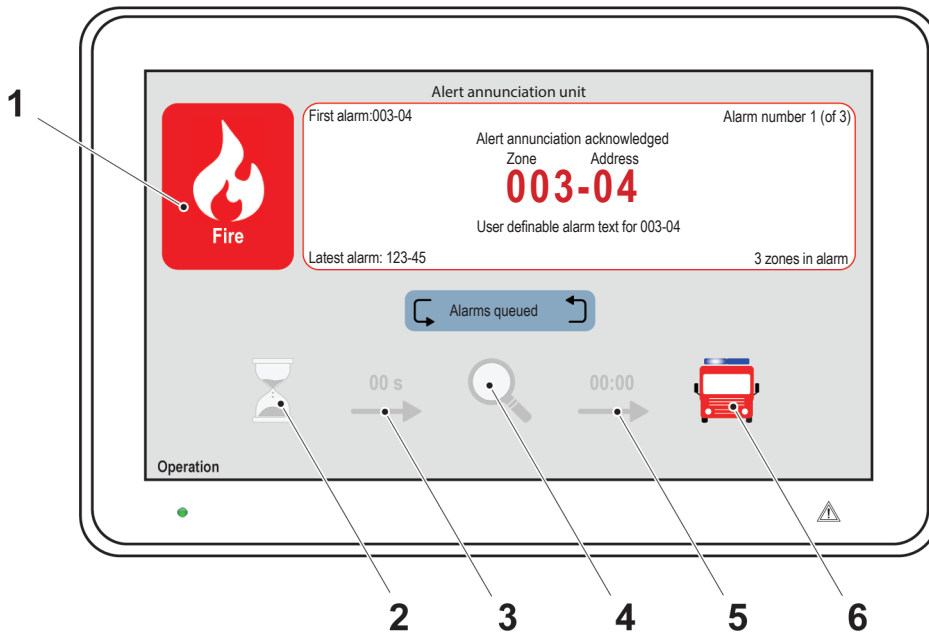 Alert annunciation unit
1
Fire
First alarm:003-04
Alarm number 1 (of 3)
Alert annunciation acknowledged
Zone Address
003-04
User definable alarm text for 003-04
Latest alarm: 123-45
3 zones in alarm
Alarms queued
00 s
00:00
Operation
2 3 4 5 6